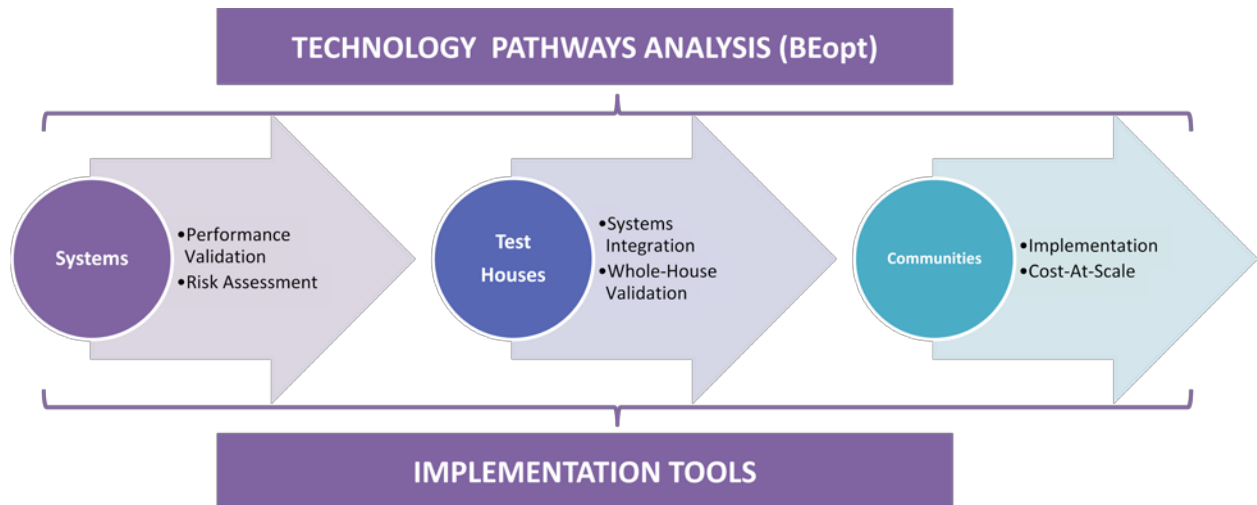 TECHNOLOGY PATHWAYS ANALYSIS (BEopt)
Systems
•Performance
Validation
•Risk Assessment
Test
Houses
•Systems
Integration
•Whole-House
Validation
Communities
•Implementation
•Cost-At-Scale
IMPLEMENTATION TOOLS